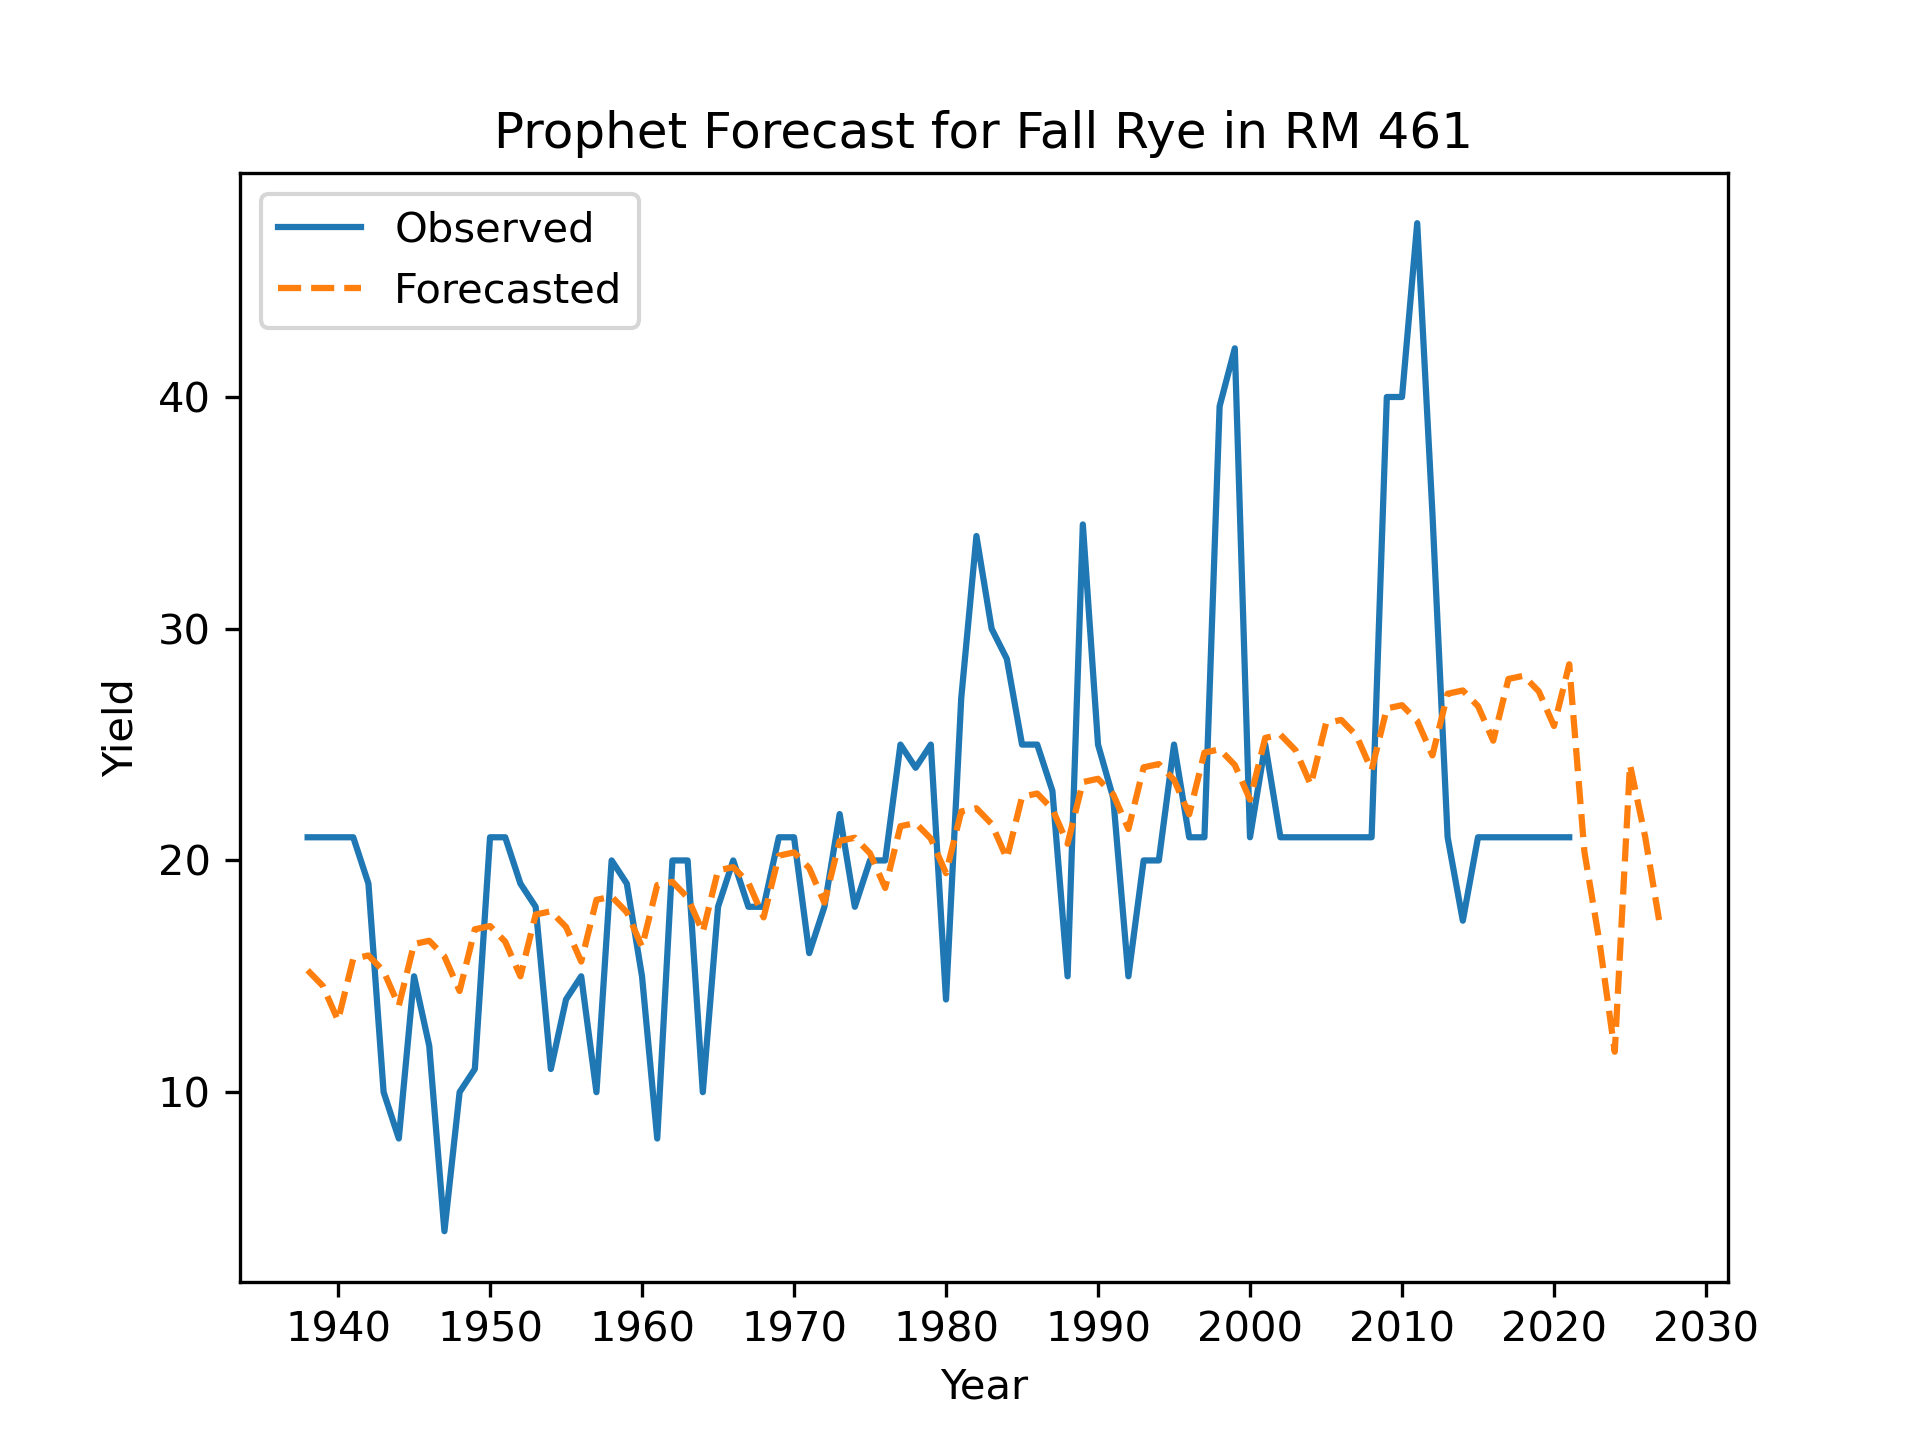 Prophet Forecast for Fall Rye in RM 461
Observed
Forecasted
40
30
20
10
Yield
1940 1950 1960 1970 1980 1990 2000 2010 2020 2030
Year